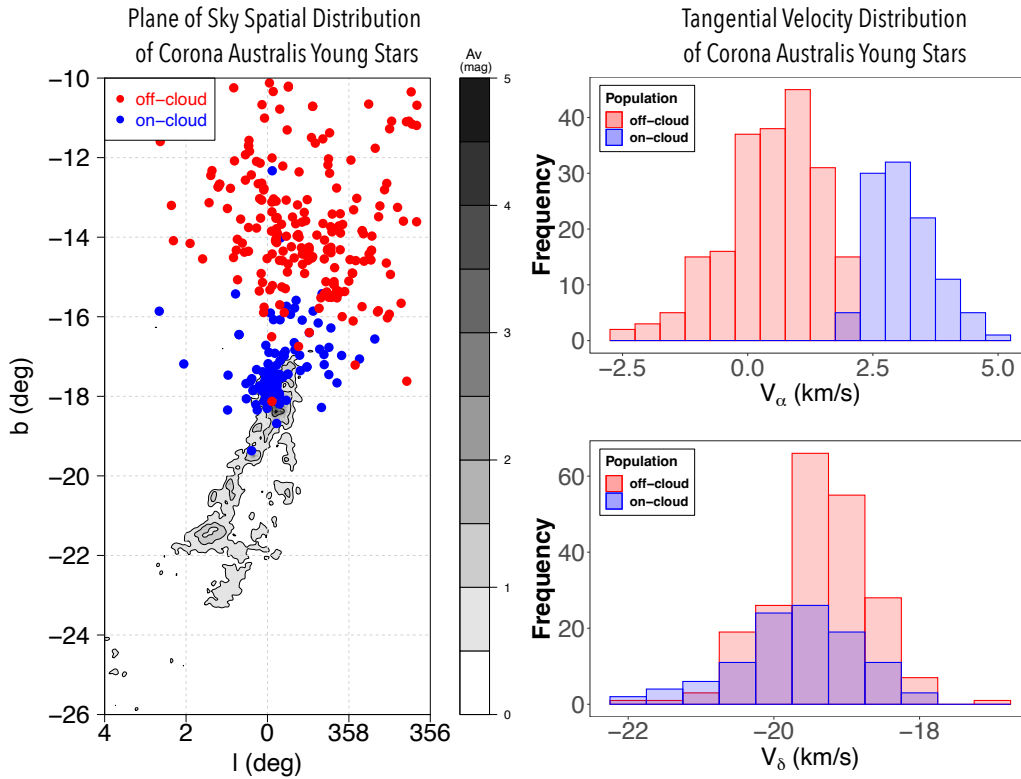 Plane of Sky Spatial Distribution
of Corona Australis Young Stars
Av
(mag)
−10
−12
−14
−16
−18
−20
−22
−24
−26
b (deg)
off−cloud
on−cloud
4
2
0
358
356
l (deg)
5
4
3
2
1
0
Tangential Velocity Distribution
of Corona Australis Young Stars
Population
off−cloud
on−cloud
Frequency
40
30
20
10
0
−2.5
0.0
2.5
5.0
Vα (km/s)
Population
off−cloud
on−cloud
Frequency
60
40
20
0
−22
−20
−18
Vδ (km/s)